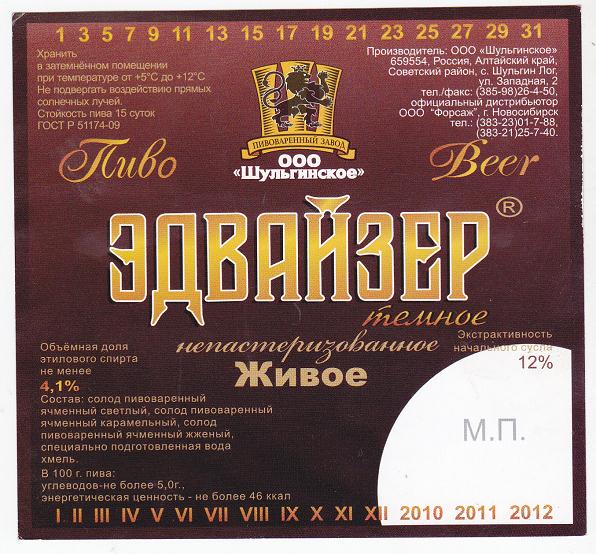 1 3 5 7 9 11 13 15 17 19 21 23 25 27 29 31
Хранить
в затемнённом помещении
при температуре от +5°С до +12°С
Не подвергать воздействию прямых
солнечных лучей.
Стойкость пива 15 суток
ГОСТ Р 51174-09
ПИВОВАРЕННЫЙ ЗАВОД
ООО
«Шульгинское»
Производитель: ООО «Шульгинское»
659554, Россия, Алтайский край,
Советский район, с. Шульгин Лог,
ул. Западная, 2
тел./факс: (385-98)26-4-50,
официальный дистрибьютор
ООО "Форсаж", г. Новосибирск
тел.: (383-23)01-7-88,
(383-21)25-7-40.
Пиво
Beer
ЭДВАЙЗЕР ®
темное
непастеризованное
Живое
Объёмная доля
этилового спирта
не менее
4,1%
Экстрактивность
начального сусла
12%
Состав: солод пивоваренный
ячменный светлый, солод пивоваренный
ячменный карамельный, солод
пивоваренный ячменный жженый,
специально подготовленная вода
хмель.
В 100 г. пива:
углеводов-не более 5,0г.,
энергетическая ценность - не более 46 ккал
М.П.
I II III IV V VI VII VIII IX X XI XII 2010 2011 2012